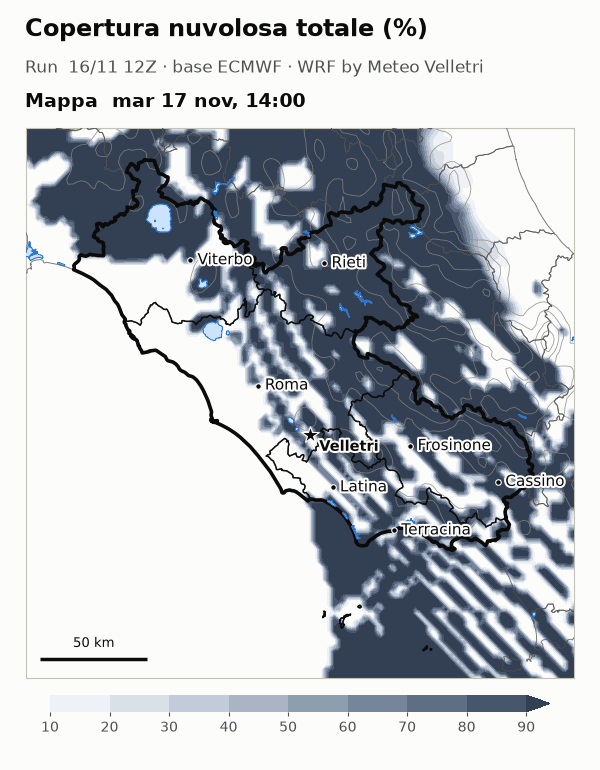 Copertura nuvolosa totale (%)
Run 16/11 12Z · base ECMWF · WRF by Meteo Velletri
Mappa mar 17 nov, 14:00
Viterbo
Rieti
Roma
Velletri
Frosinone
Cassino
Latina
Terracina
50 km
10 20 30 40 50 60 70 80 90